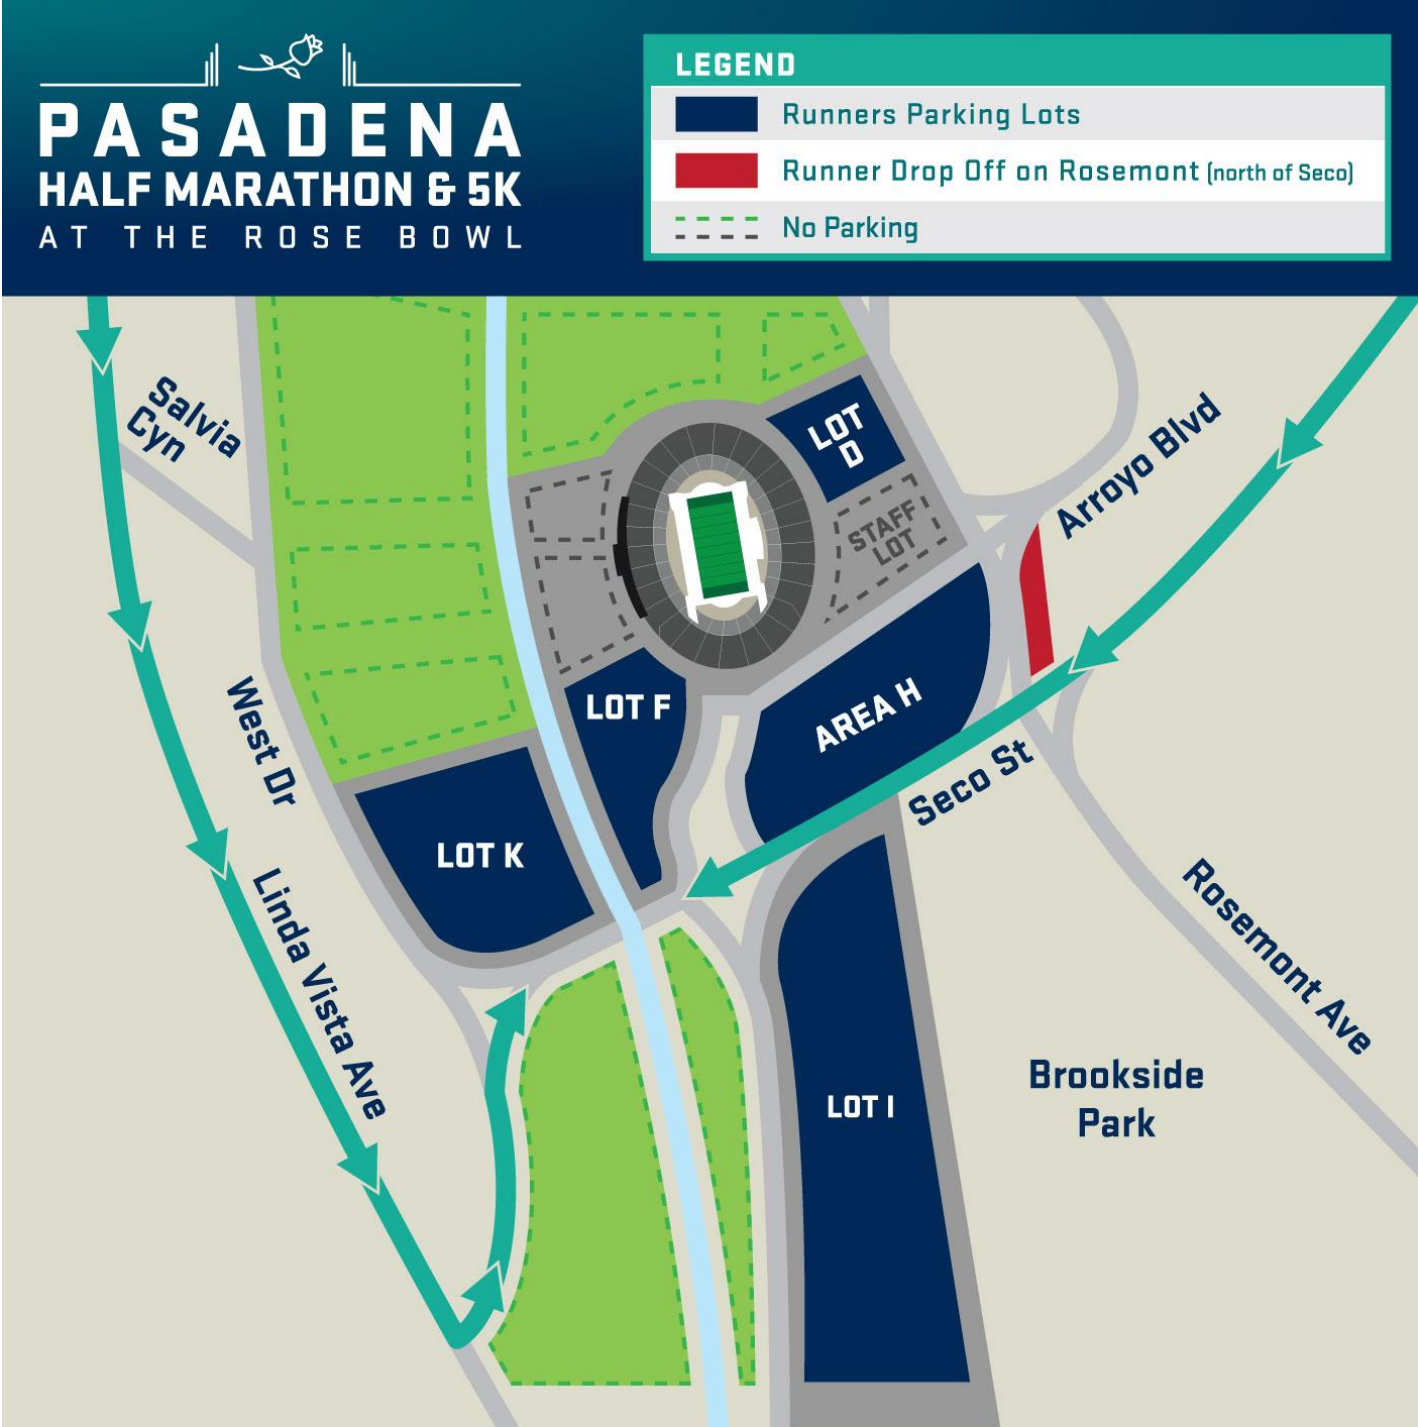 PASADENA
HALF MARATHON & 5K
AT THE ROSE BOWL
LEGEND
Runners Parking Lots
Runner Drop Off on Rosemont (north of Seco)
No Parking
Salvia
Cyn
LOT
D
Arroyo Blvd
STAFF
LOT
West Dr
LOT F
AREA H
Seco St
LOT K
Linda Vista Ave
Rosemont Ave
LOT I
Brookside
Park